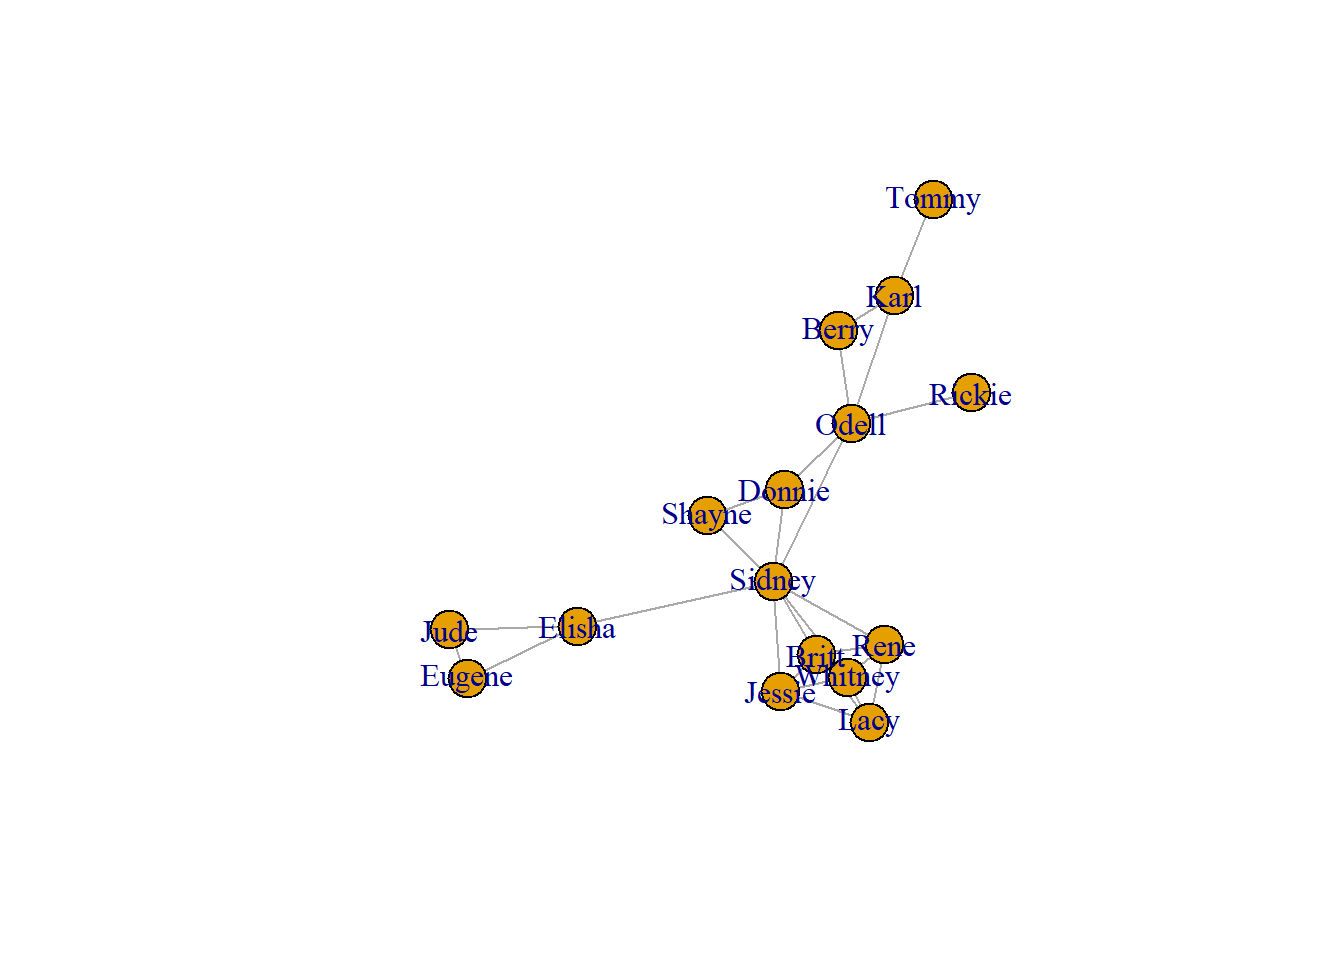 Tommy
Karl
Berry
Rickie
Odell
Donnie
Shayne
Sidney
Elisha
Jude
Rene
Britt
Eugene
Whitney
Jessie
Lacy